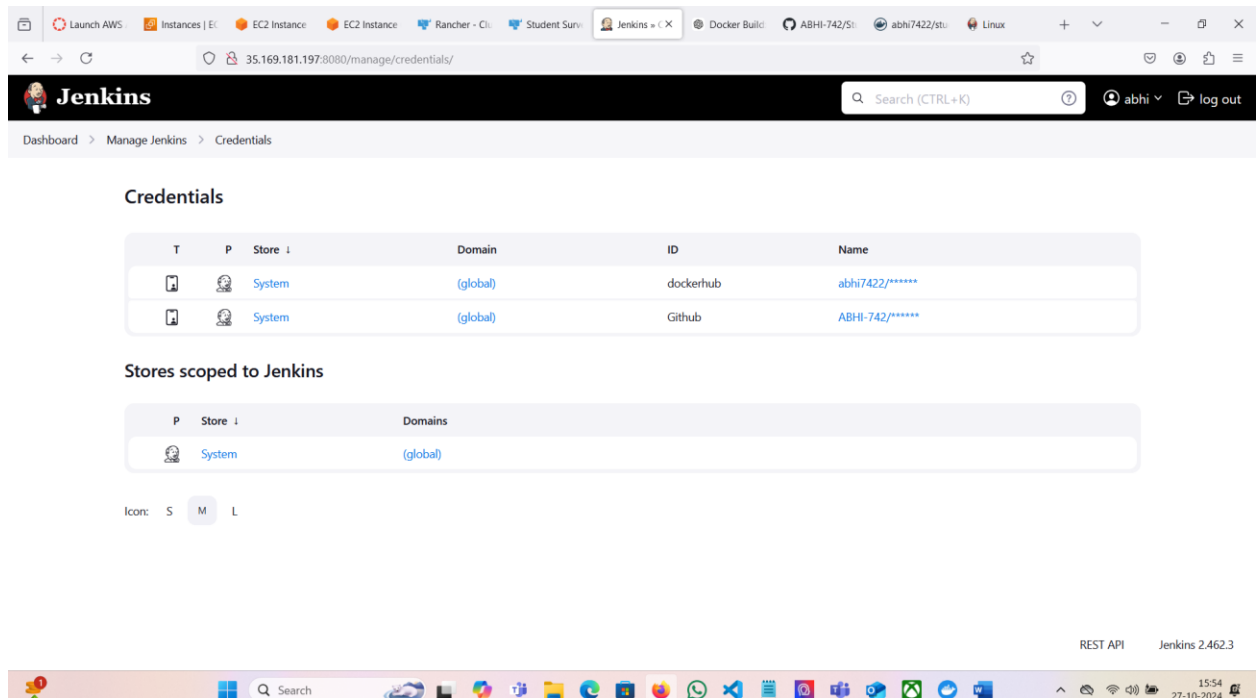 Launch AWS Instances | EC EC2 Instance EC2 Instance Rancher - Clu Student Surve Jenkins » C Docker Build ABHI-742/St abhi7422/stu Linux
35.169.181.197:8080/manage/credentials/
Jenkins Search (CTRL+K) abhi log out
Dashboard > Manage Jenkins > Credentials
Credentials
T P Store ↓ Domain ID Name
System (global) dockerhub abhi7422/******
System (global) Github ABHI-742/******
Stores scoped to Jenkins
P Store ↓ Domains
System (global)
Icon: S M L
REST API Jenkins 2.462.3
1 Search 15:54
27-10-2024